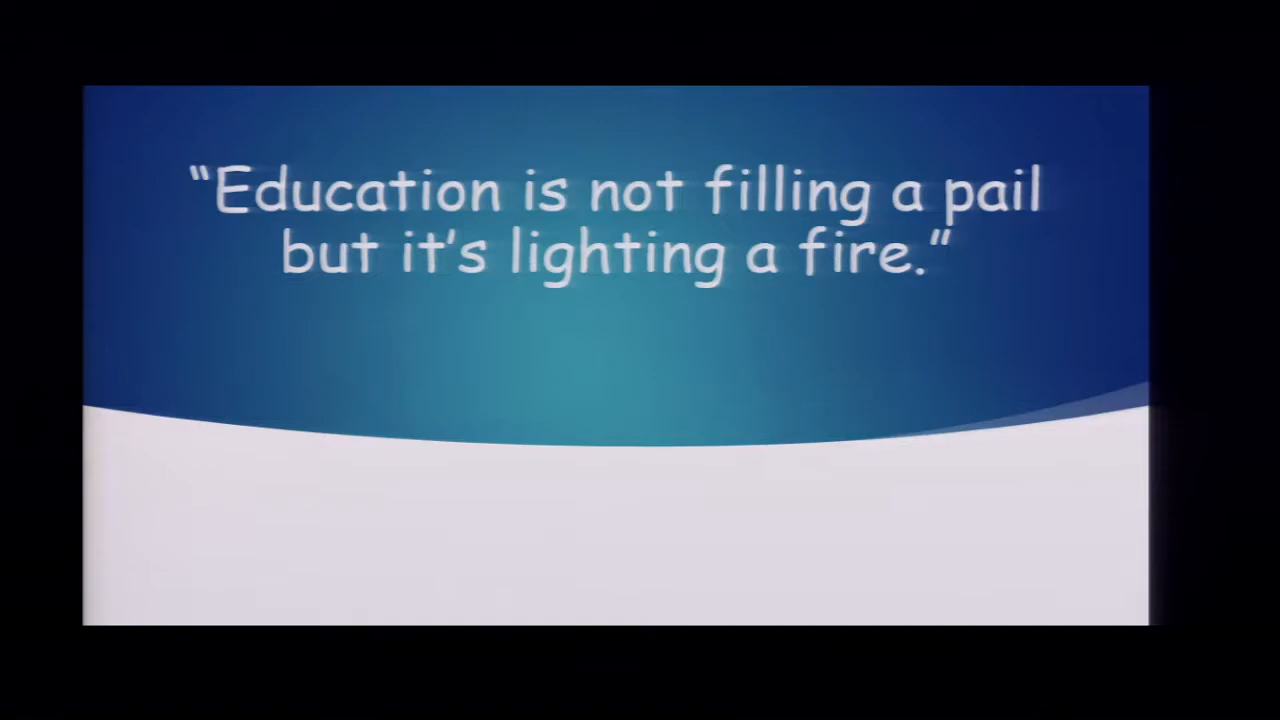 “Education is not filling a pail
but it’s lighting a fire.”